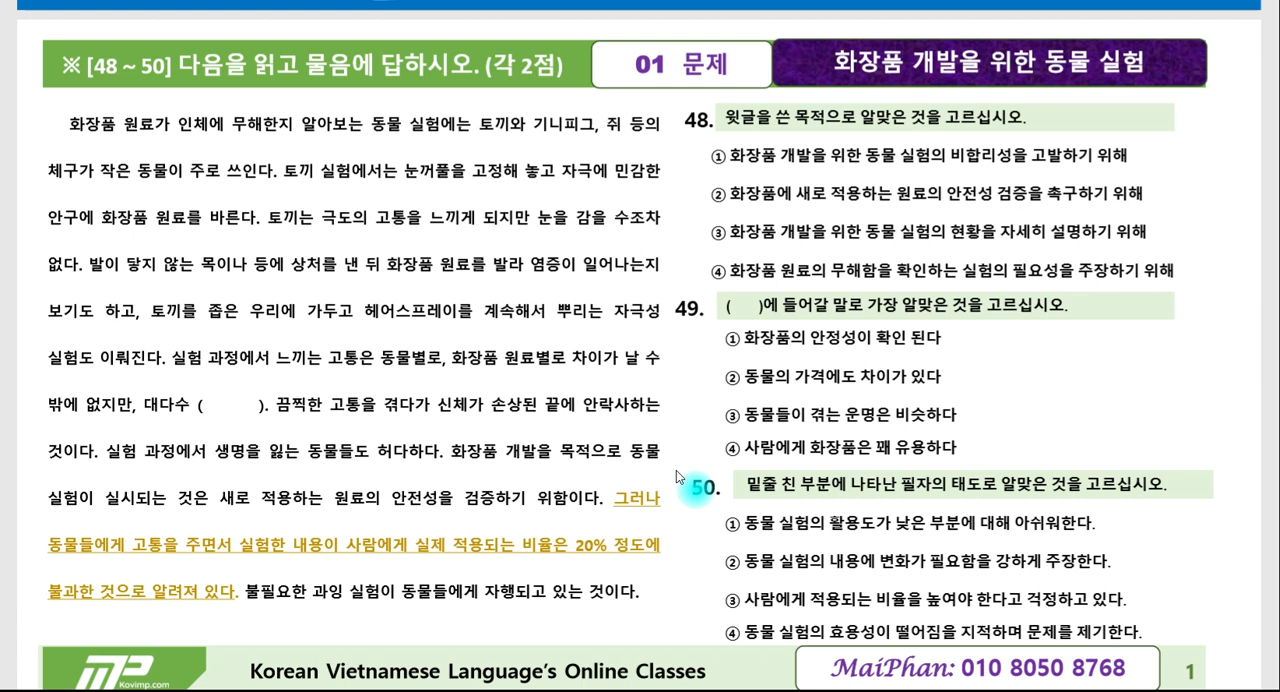 ※ [48 ~ 50] 다음을 읽고 물음에 답하시오. (각 2점)
01 문제
화장품 개발을 위한 동물 실험
화장품 원료가 인체에 무해한지 알아보는 동물 실험에는 토끼와 기니피그, 쥐 등의
체구가 작은 동물이 주로 쓰인다. 토끼 실험에서는 눈꺼풀을 고정해 놓고 자극에 민감한
안구에 화장품 원료를 바른다. 토끼는 극도의 고통을 느끼게 되지만 눈을 감을 수조차
없다. 발이 닿지 않는 목이나 등에 상처를 낸 뒤 화장품 원료를 발라 염증이 일어나는지
보기도 하고, 토끼를 좁은 우리에 가두고 헤어스프레이를 계속해서 뿌리는 자극성
실험도 이뤄진다. 실험 과정에서 느끼는 고통은 동물별로, 화장품 원료별로 차이가 날 수
밖에 없지만, 대다수 (          ). 끔찍한 고통을 겪다가 신체가 손상된 끝에 안락사하는
것이다. 실험 과정에서 생명을 잃는 동물들도 허다하다. 화장품 개발을 목적으로 동물
실험이 실시되는 것은 새로 적용하는 원료의 안전성을 검증하기 위함이다. 그러나
동물들에게 고통을 주면서 실험한 내용이 사람에게 실제 적용되는 비율은 20% 정도에
불과한 것으로 알려져 있다. 불필요한 과잉 실험이 동물들에게 자행되고 있는 것이다.
48. 윗글을 쓴 목적으로 알맞은 것을 고르십시오.
① 화장품 개발을 위한 동물 실험의 비합리성을 고발하기 위해
② 화장품에 새로 적용하는 원료의 안전성 검증을 촉구하기 위해
③ 화장품 개발을 위한 동물 실험의 현황을 자세히 설명하기 위해
④ 화장품 원료의 무해함을 확인하는 실험의 필요성을 주장하기 위해
49. (     )에 들어갈 말로 가장 알맞은 것을 고르십시오.
① 화장품의 안정성이 확인 된다
② 동물의 가격에도 차이가 있다
③ 동물들이 겪는 운명은 비슷하다
④ 사람에게 화장품은 꽤 유용하다
50. 밑줄 친 부분에 나타난 필자의 태도로 알맞은 것을 고르십시오.
① 동물 실험의 활용도가 낮은 부분에 대해 아쉬워한다.
② 동물 실험의 내용에 변화가 필요함을 강하게 주장한다.
③ 사람에게 적용되는 비율을 높여야 한다고 걱정하고 있다.
④ 동물 실험의 효용성이 떨어짐을 지적하며 문제를 제기한다.
MP
Kovimp.com
Korean Vietnamese Language's Online Classes
MaiPhan: 010 8050 8768
1